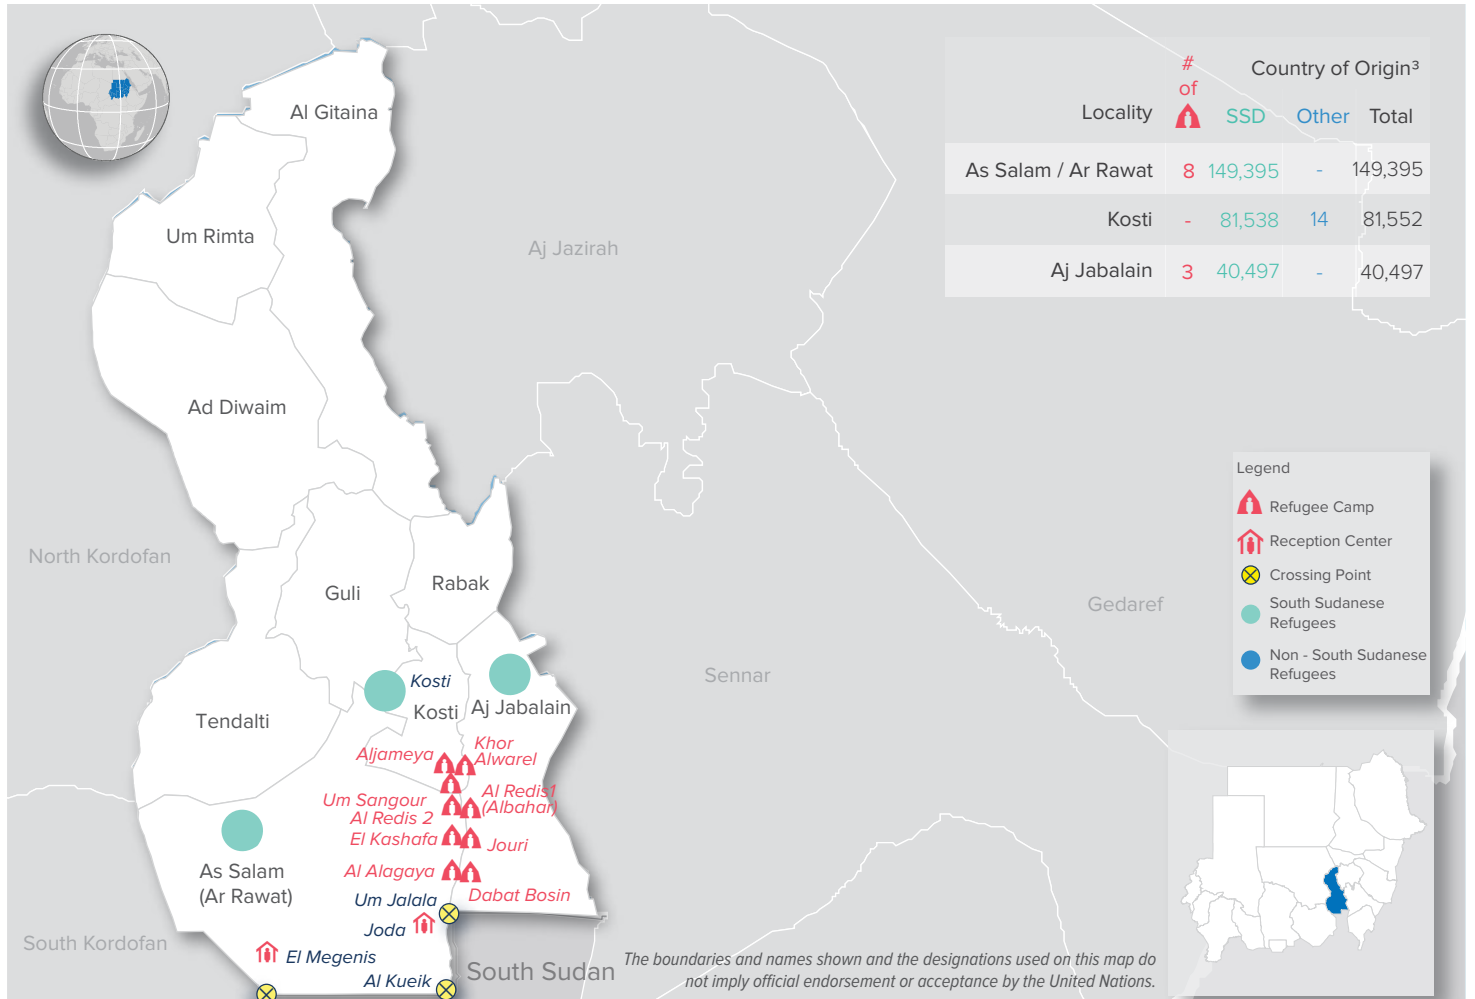 Al Gitaina
Um Rimta
Aj Jazirah
Ad Diwaim
North Kordofan
Guli
Rabak
Gedaref
Sennar
Kosti
Kosti
Aj Jabalain
Tendalti
Aljameya
Khor
Alwarel
Um Sangour
Al Redis 2
Al Redis1
(Albahar)
El Kashafa
Jouri
Al Alagaya
Dabat Bosin
As Salam
(Ar Rawat)
Um Jalala
Joda
El Megenis
Al Kueik
South Kordofan
South Sudan
# of
Country of Origin³
Locality SSD Other Total
As Salam / Ar Rawat 8 149,395 - 149,395
Kosti - 81,538 14 81,552
Aj Jabalain 3 40,497 - 40,497
Legend
Refugee Camp
Reception Center
Crossing Point
South Sudanese
Refugees
Non - South Sudanese
Refugees
The boundaries and names shown and the designations used on this map do
not imply official endorsement or acceptance by the United Nations.